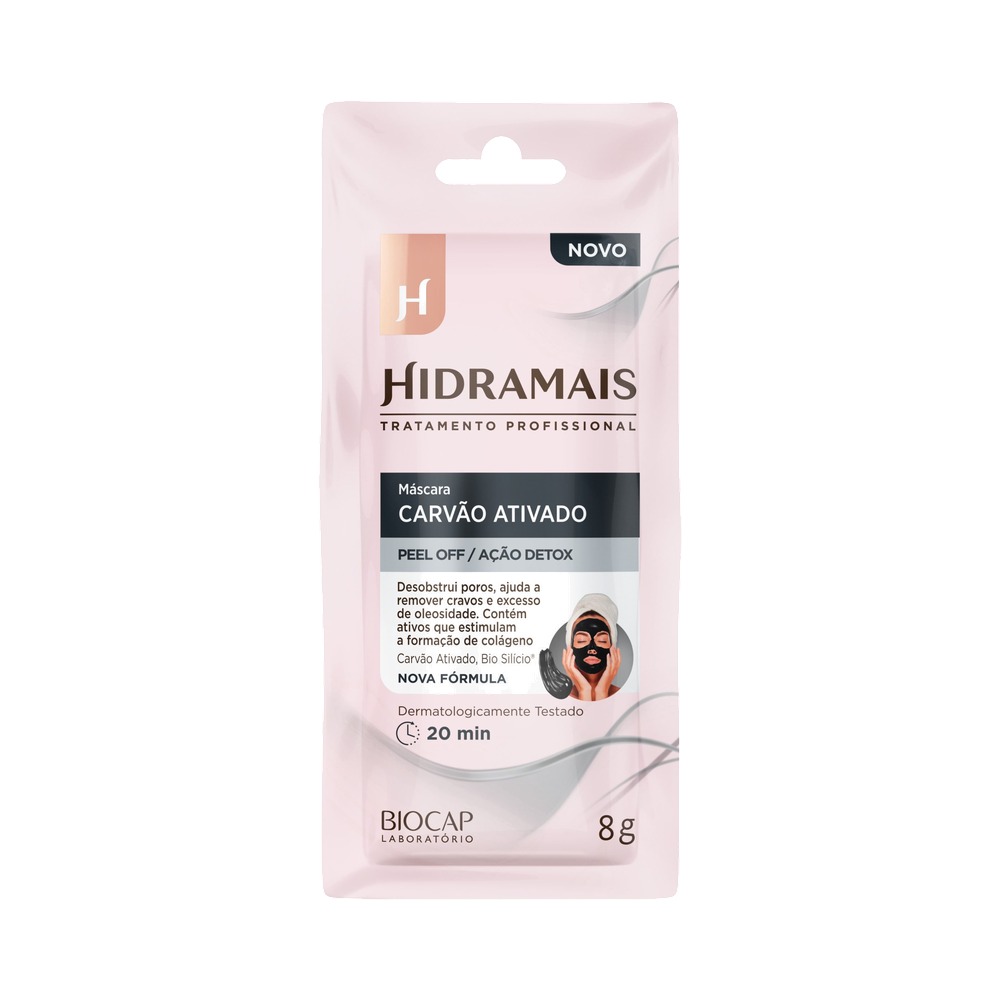 NOVO
H
HIDRAMAIS
TRATAMENTO PROFISSIONAL
Máscara
CARVÃO ATIVADO
PEEL OFF / AÇÃO DETOX
Desobstrui poros, ajuda a
remover cravos e excesso
de oleosidade. Contém
ativos que estimulam
a formação de colágeno
Carvão Ativado, Bio Silício®
NOVA FÓRMULA
Dermatologicamente Testado
20 min
BIOCAP
LABORATÓRIO
8 g